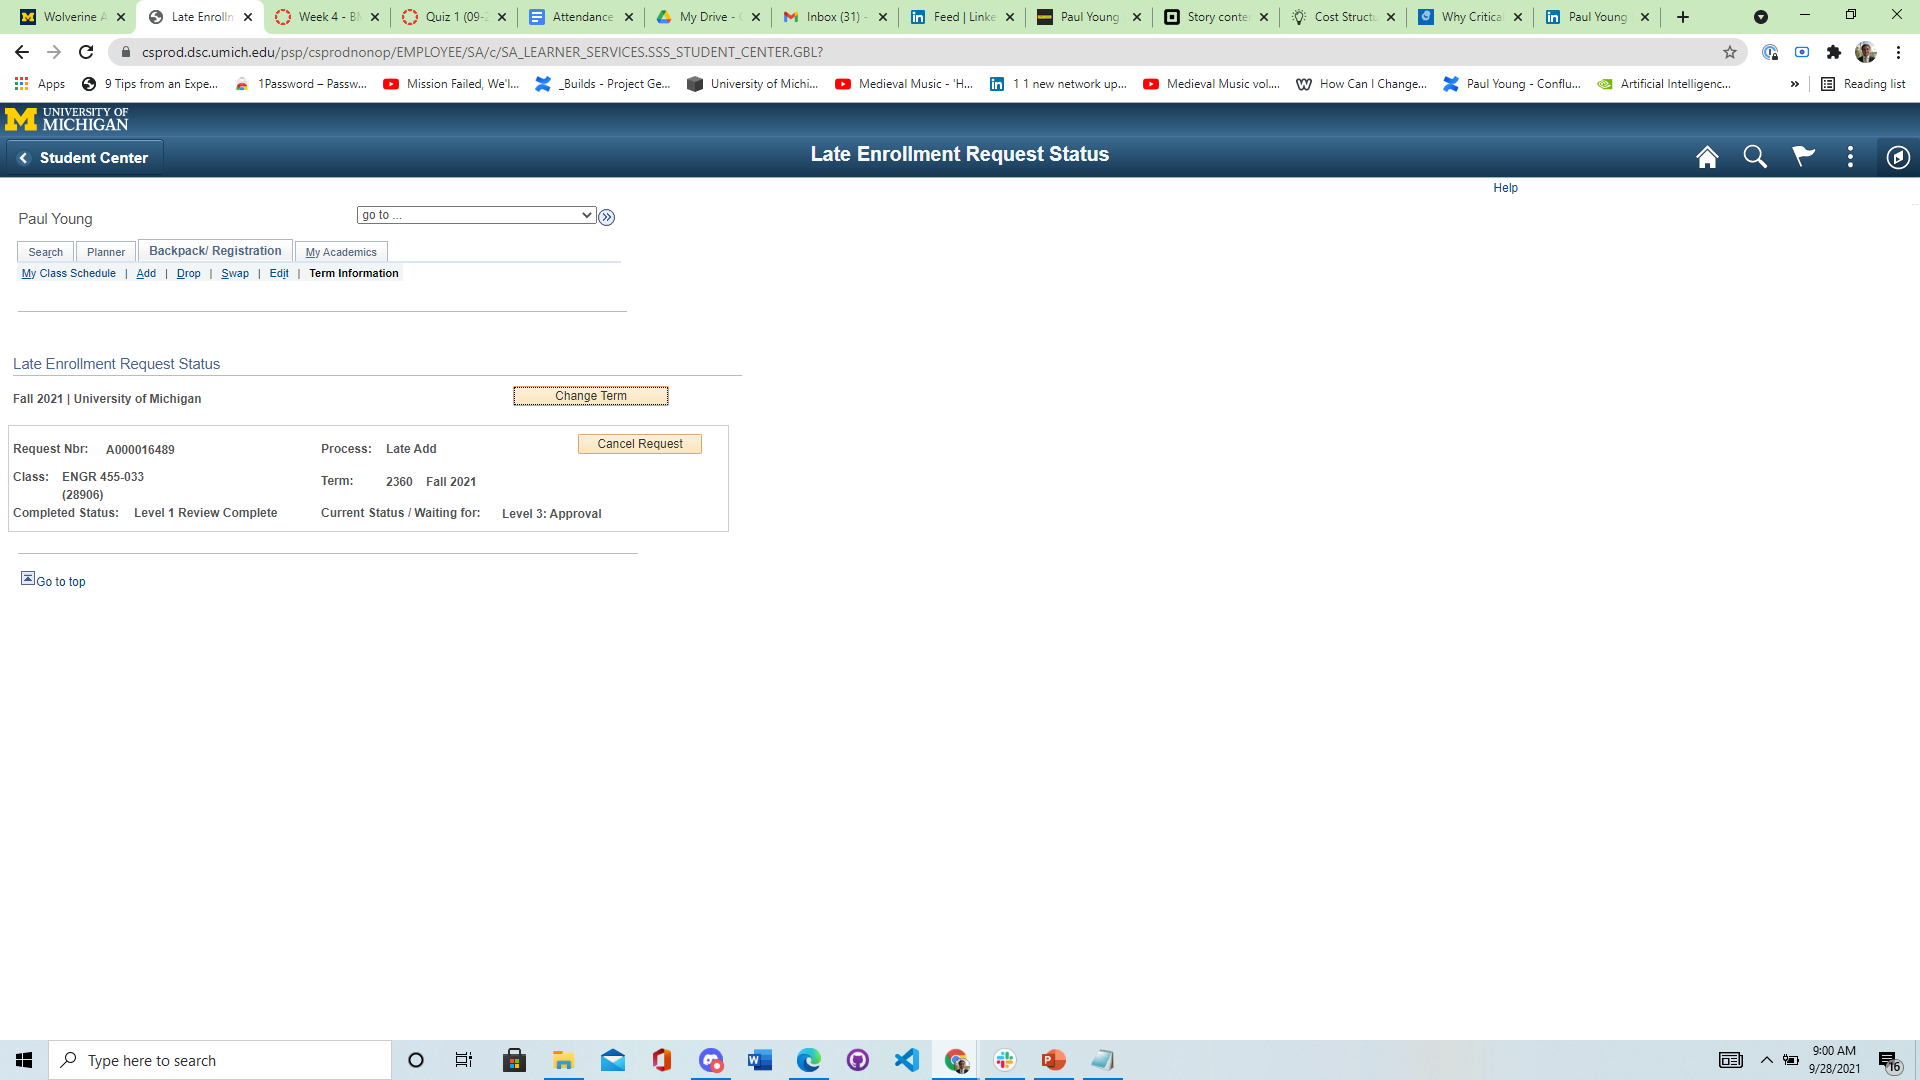 Wolverine A
Late Enrolln
Week 4 - BM
Quiz 1 (09-2
Attendance
My Drive -
Inbox (31) -
Feed | Linke
Paul Young
Story conte
Cost Structu
Why Critica
Paul Young
csprod.dsc.umich.edu/psp/csprodnonop/EMPLOYEE/SA/c/SA_LEARNER_SERVICES.SSS_STUDENT_CENTER.GBL?
Apps
9 Tips from an Expe...
1Password – Passw...
Mission Failed, We'l...
_Builds - Project Ge...
University of Michi...
Medieval Music - 'H...
1 1 new network up...
Medieval Music vol....
How Can I Change...
Paul Young - Conflu...
Artificial Intelligenc...
»
Reading list
UNIVERSITY OF
MICHIGAN
Student Center
Late Enrollment Request Status
Help
Paul Young
go to ...
Search
Planner
Backpack/ Registration
My Academics
My Class Schedule | Add | Drop | Swap | Edit | Term Information
Late Enrollment Request Status
Fall 2021 | University of Michigan
Change Term
Request Nbr: A000016489 Process: Late Add
Cancel Request
Class: ENGR 455-033
(28906)
Term: 2360 Fall 2021
Completed Status: Level 1 Review Complete Current Status / Waiting for: Level 3: Approval
Go to top
Type here to search
9:00 AM
9/28/2021
16